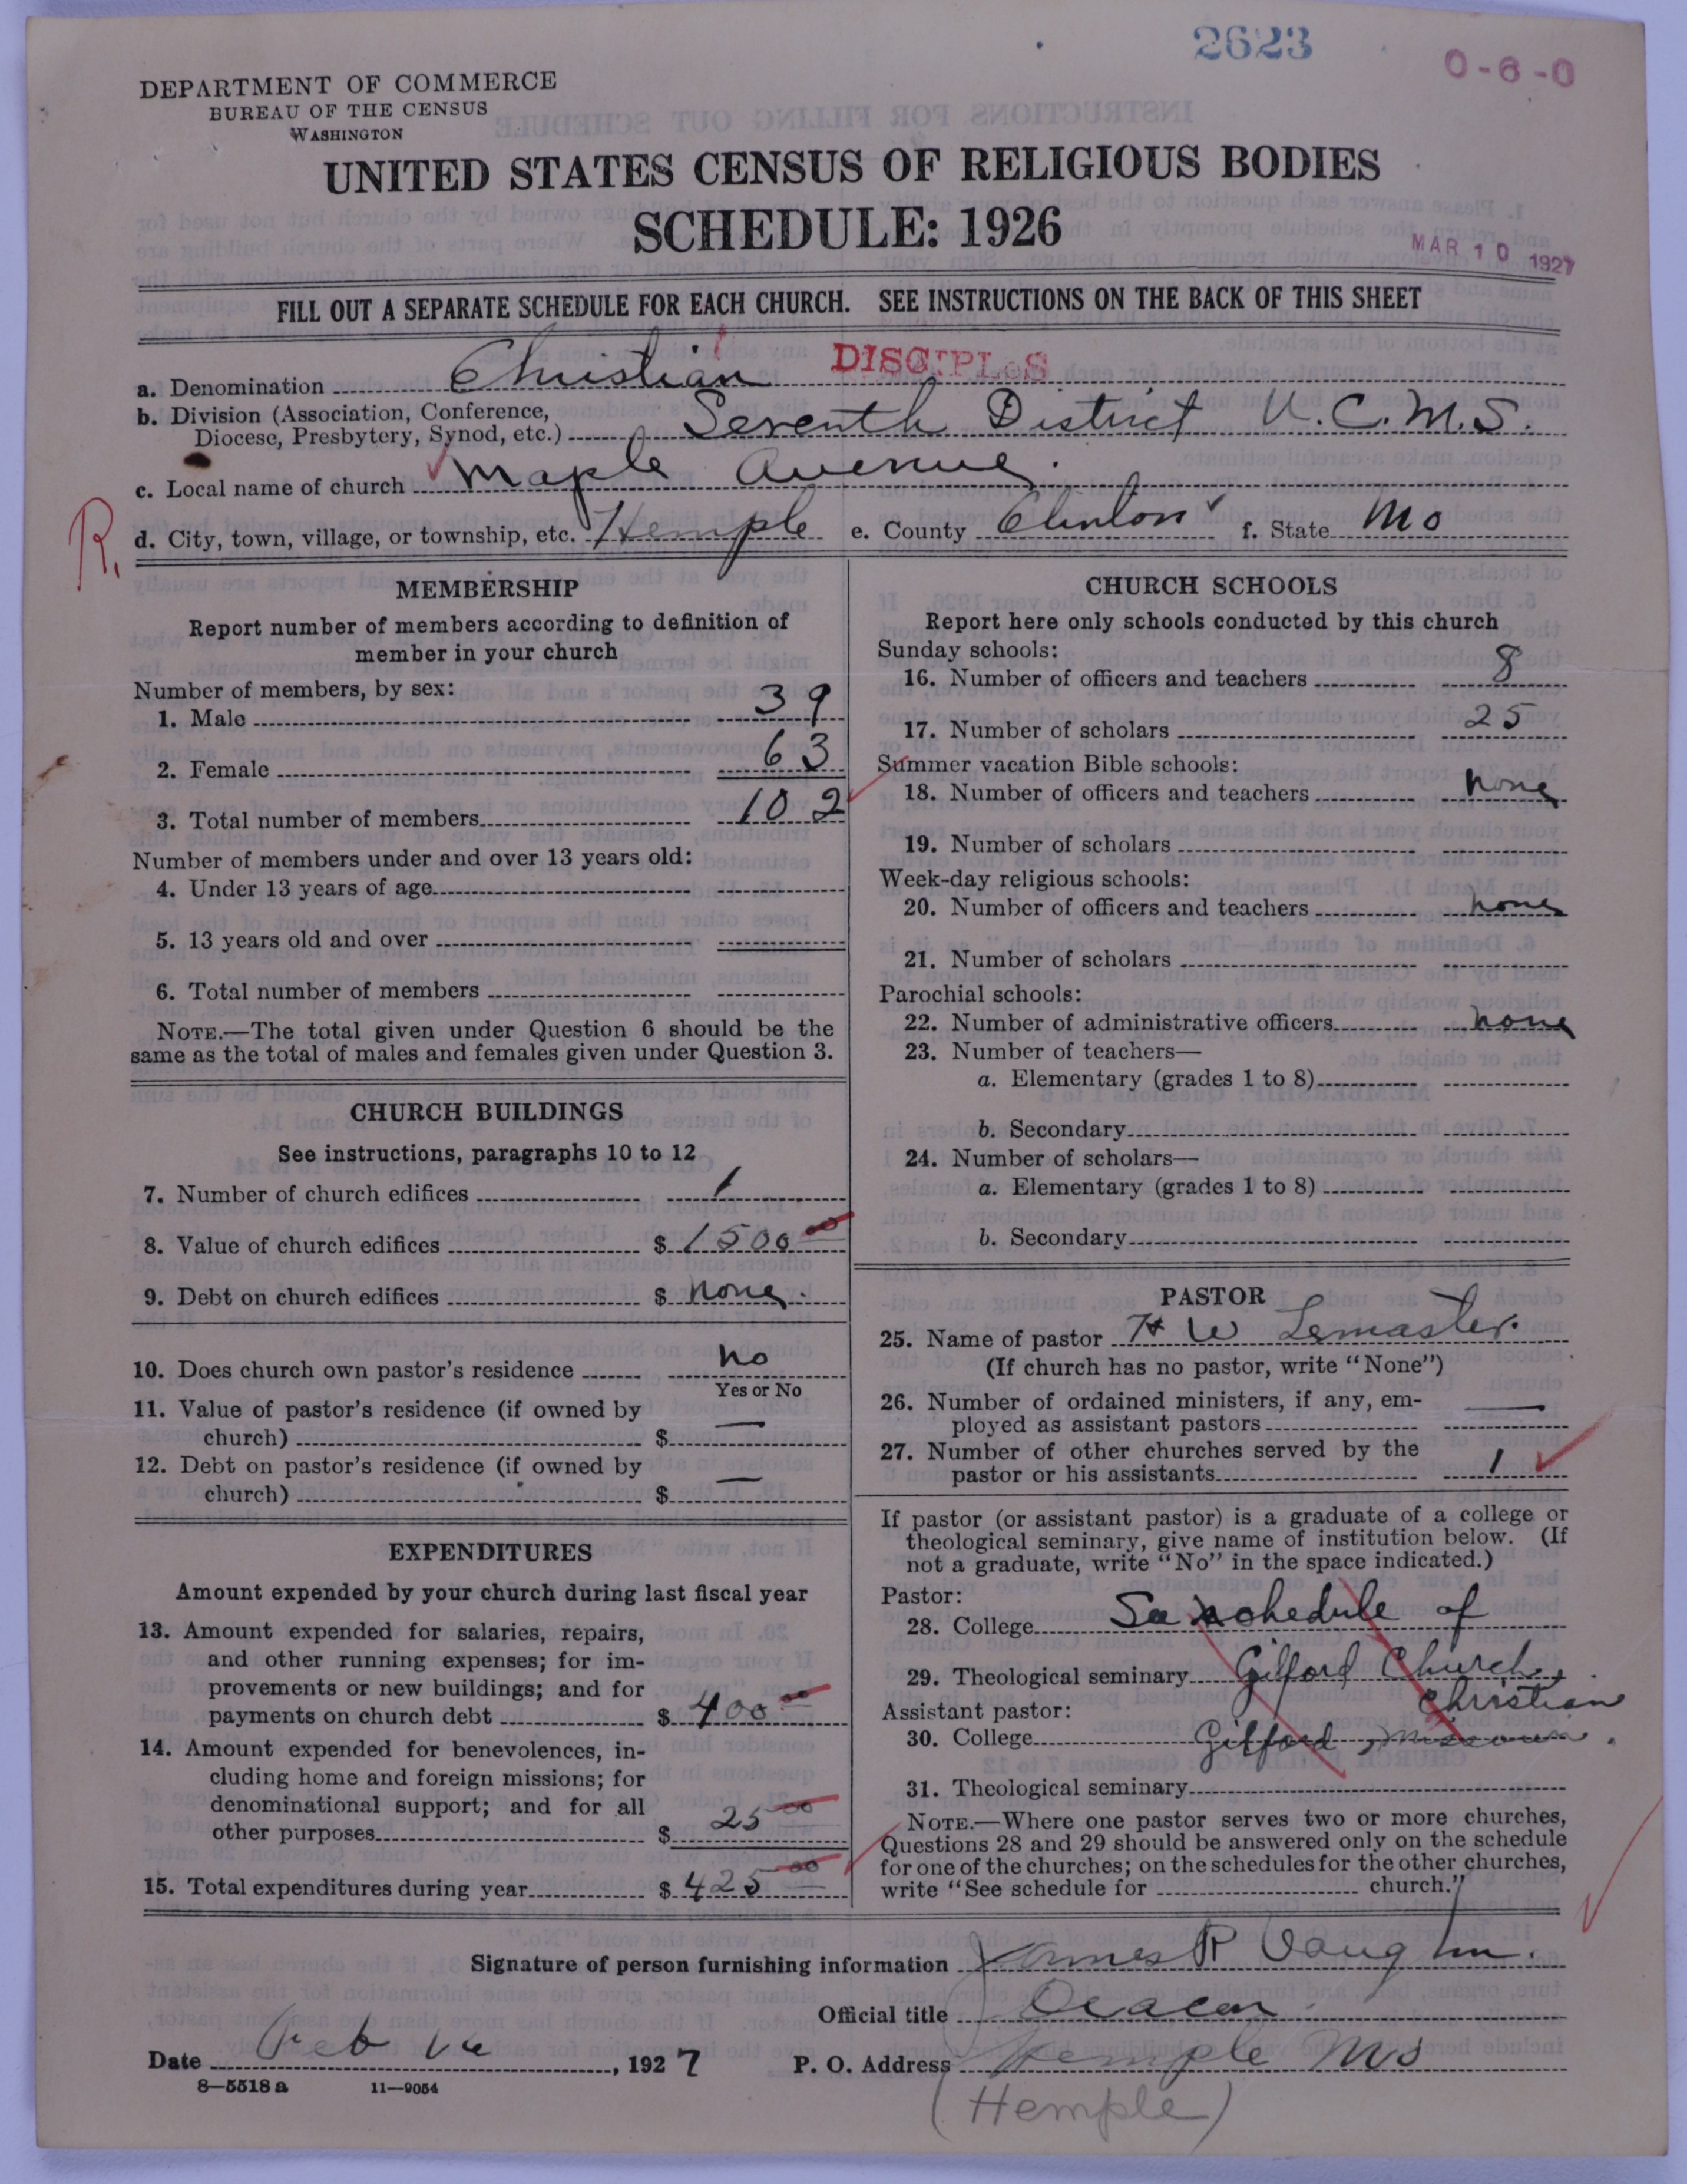 2623
0-6-0
DEPARTMENT OF COMMERCE
BUREAU OF THE CENSUS
WASHINGTON
UNITED STATES CENSUS OF RELIGIOUS BODIES
SCHEDULE: 1926
MAR 10 1927
FILL OUT A SEPARATE SCHEDULE FOR EACH CHURCH. SEE INSTRUCTIONS ON THE BACK OF THIS SHEET
a. Denomination Christian DISCIPLES
b. Division (Association, Conference,
Diocese, Presbytery, Synod, etc.) Seventh District U.C.M.S.
c. Local name of church Maple Avenue.
R.
d. City, town, village, or township, etc. Hemple e. County Clinton f. State Mo
MEMBERSHIP
Report number of members according to definition of
member in your church
Number of members, by sex:
1. Male 39
2. Female 63
3. Total number of members 102
Number of members under and over 13 years old:
4. Under 13 years of age
5. 13 years old and over
6. Total number of members
NOTE.—The total given under Question 6 should be the
same as the total of males and females given under Question 3.
CHURCH BUILDINGS
See instructions, paragraphs 10 to 12
7. Number of church edifices 1
8. Value of church edifices $ 1500 00
9. Debt on church edifices $ none.
10. Does church own pastor's residence no
Yes or No
11. Value of pastor's residence (if owned by
church) $ —
12. Debt on pastor's residence (if owned by
church) $ —
EXPENDITURES
Amount expended by your church during last fiscal year
13. Amount expended for salaries, repairs,
and other running expenses; for im-
provements or new buildings; and for
payments on church debt $ 400 00
14. Amount expended for benevolences, in-
cluding home and foreign missions; for
denominational support; and for all
other purposes $ 25 00
15. Total expenditures during year $ 425 00
CHURCH SCHOOLS
Report here only schools conducted by this church
Sunday schools:
16. Number of officers and teachers 8
17. Number of scholars 25
Summer vacation Bible schools:
18. Number of officers and teachers none
19. Number of scholars
Week-day religious schools:
20. Number of officers and teachers none
21. Number of scholars
Parochial schools:
22. Number of administrative officers none
23. Number of teachers—
a. Elementary (grades 1 to 8)
b. Secondary
24. Number of scholars—
a. Elementary (grades 1 to 8)
b. Secondary
PASTOR
25. Name of pastor H W Lemaster.
(If church has no pastor, write "None")
26. Number of ordained ministers, if any, em-
ployed as assistant pastors —
27. Number of other churches served by the
pastor or his assistants 1
If pastor (or assistant pastor) is a graduate of a college or
theological seminary, give name of institution below. (If
not a graduate, write "No" in the space indicated.)
Pastor:
28. College See schedule of
29. Theological seminary Gilford Church,
Christian
Assistant pastor:
30. College Gilford, Missouri.
31. Theological seminary
NOTE.—Where one pastor serves two or more churches,
Questions 28 and 29 should be answered only on the schedule
for one of the churches; on the schedules for the other churches,
write "See schedule for church."
Signature of person furnishing information James R Vaughn.
Official title Deacon
Date Feb , 1927 P. O. Address Hemple Mo
8—5518 a 11—9054
(Hemple)